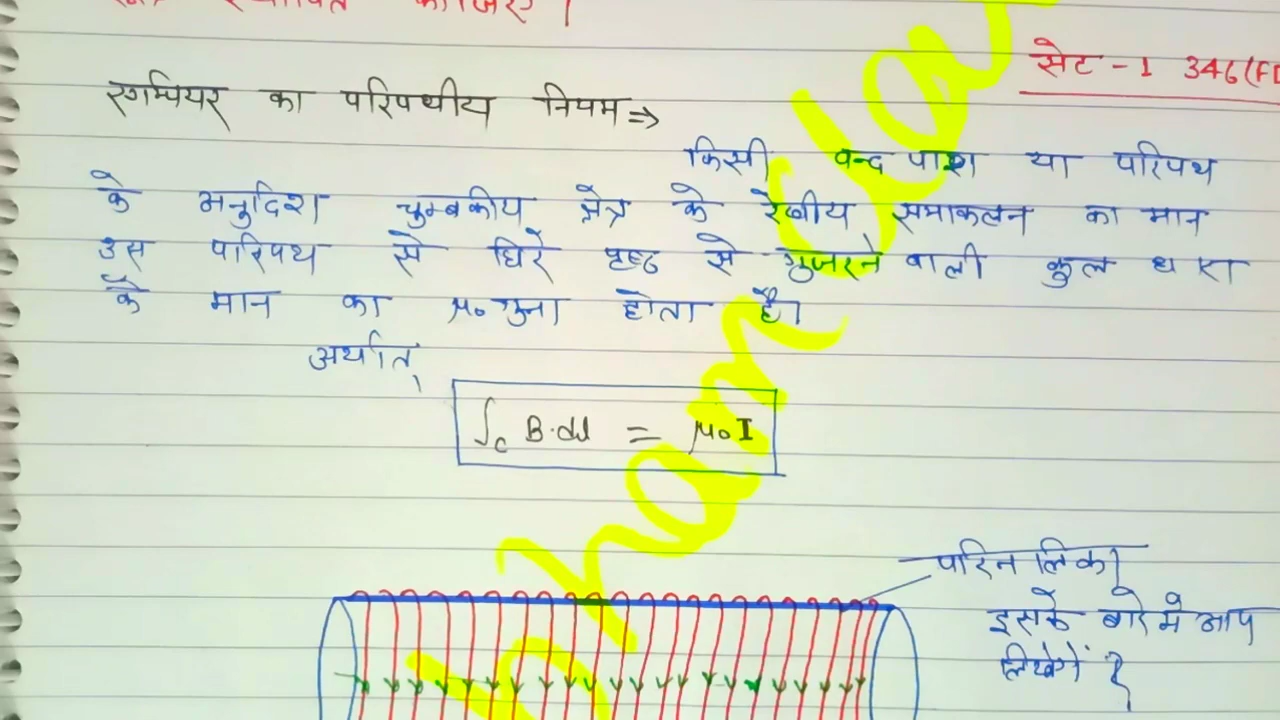 स्थापित कीजिए।
सेट - 1 346(F
एम्पियर का परिपथीय नियम⇒
किसी बन्द पाश या परिपथ
के अनुदिश चुम्बकीय क्षेत्र के रेखीय समाकलन का मान
उस परिपथ से घिरे पृष्ठ से गुजरने वाली कुल धारा
के मान का μ₀ गुना होता है।
अर्थात्,
∫c B·dl = μ₀I
परिनालिका
इसके बारे मे आप
लिखेगें ?